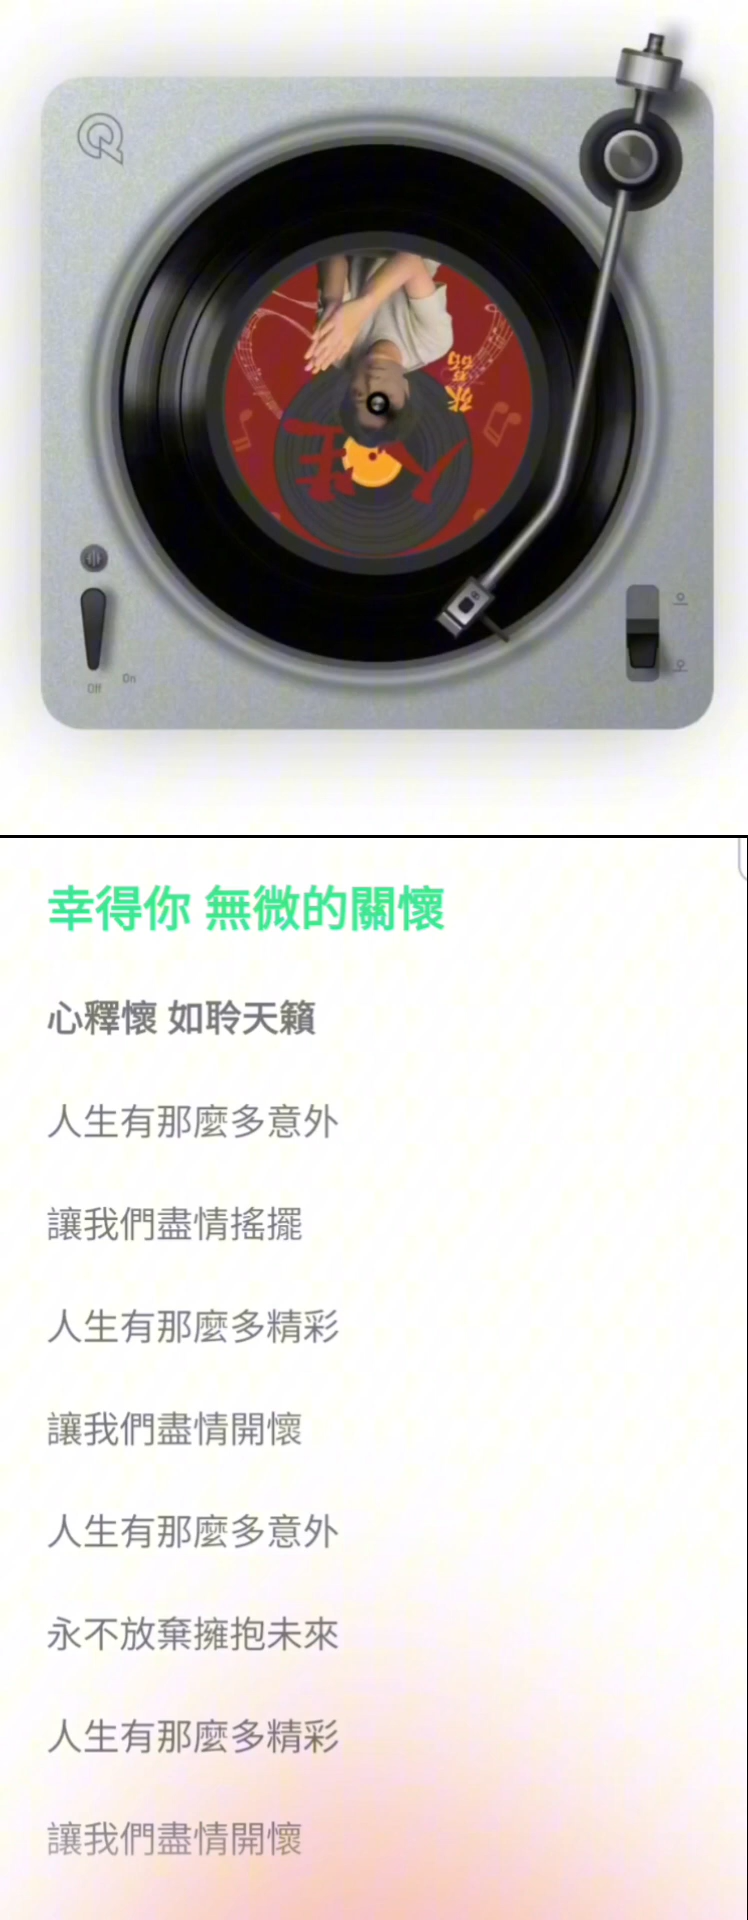 人生
Off
On
幸得你 無微的關懷
心釋懷 如聆天籟
人生有那麼多意外
讓我們盡情搖擺
人生有那麼多精彩
讓我們盡情開懷
人生有那麼多意外
永不放棄擁抱未來
人生有那麼多精彩
讓我們盡情開懷